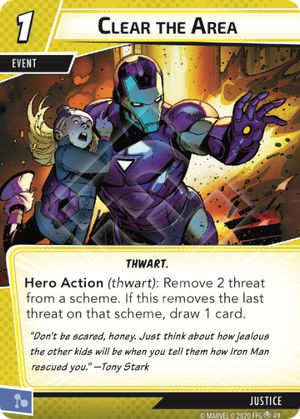 1
CLEAR THE AREA
EVENT
THWART.
Hero Action (thwart): Remove 2 threat
from a scheme. If this removes the last
threat on that scheme, draw 1 card.
"Don't be scared, honey. Just think about how jealous
the other kids will be when you tell them how Iron Man
rescued you." —Tony Stark
JUSTICE
© MARVEL © 2020 FFG 49